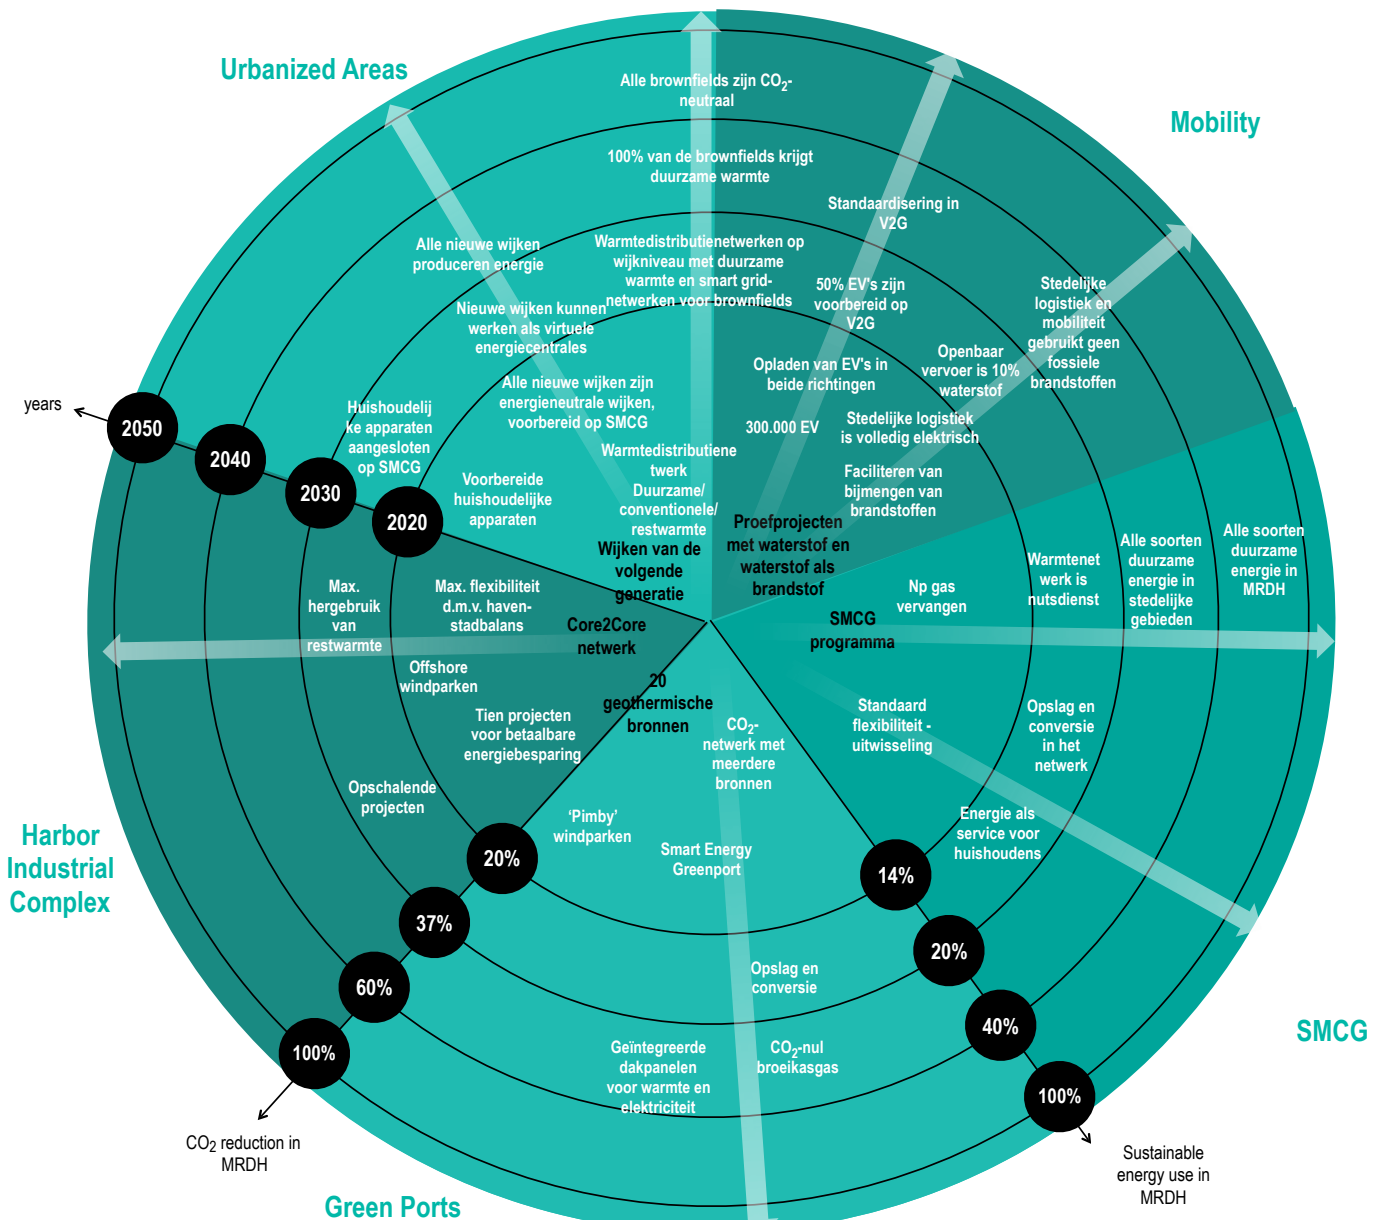 Urbanized Areas
Mobility
Alle brownfields zijn CO2-
neutraal
100% van de brownfields krijgt
duurzame warmte
Standaardisering in
V2G
Alle nieuwe wijken
produceren energie
Warmtedistributienetwerken op
wijkniveau met duurzame
warmte en smart grid-
netwerken voor brownfields
50% EV's zijn
voorbereid op
V2G
Stedelijke
logistiek en
mobiliteit
gebruikt geen
fossiele
brandstoffen
Nieuwe wijken kunnen
werken als virtuele
energiecentrales
Openbaar
vervoer is 10%
waterstof
Opladen van EV's in
beide richtingen
Alle nieuwe wijken zijn
energieneutrale wijken,
voorbereid op SMCG
Huishoudelij
ke apparaten
aangesloten
op SMCG
300.000 EV
Stedelijke logistiek
is volledig elektrisch
years
2050
2040
2030
2020
Voorbereide
huishoudelijke
apparaten
Warmtedistributiene
twerk
Duurzame/
conventionele/
restwarmte
Faciliteren van
bijmengen van
brandstoffen
Wijken van de
volgende
generatie
Proefprojecten
met waterstof en
waterstof als
brandstof
Alle soorten
duurzame
energie in
MRDH
Alle soorten
duurzame
energie in
stedelijke
gebieden
Warmtenet
werk is
nutsdienst
Np gas
vervangen
Max.
hergebruik
van
restwarmte
Max. flexibiliteit
d.m.v. haven-
stadbalans
Core2Core
netwerk
SMCG
programma
Offshore
windparken
20
geothermische
bronnen
Tien projecten
voor betaalbare
energiebesparing
CO2-
netwerk met
meerdere
bronnen
Standaard
flexibiliteit -
uitwisseling
Opslag en
conversie
in het
netwerk
Opschalende
projecten
‘Pimby’
windparken
Smart Energy
Greenport
Energie als
service voor
huishoudens
Harbor
Industrial
Complex
20%
37%
60%
100%
14%
20%
40%
100%
Opslag en
conversie
Geïntegreerde
dakpanelen
voor warmte en
elektriciteit
CO2-nul
broeikasgas
SMCG
CO2 reduction in
MRDH
Sustainable
energy use in
MRDH
Green Ports